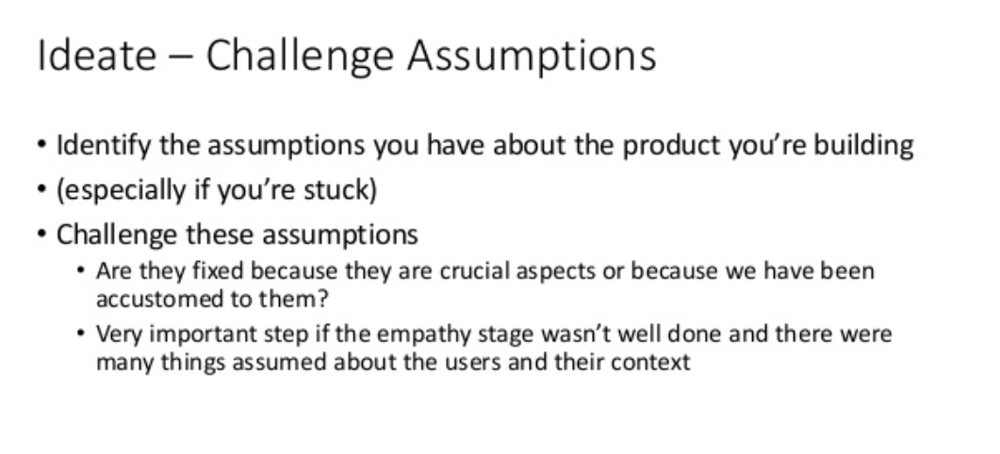 Ideate – Challenge Assumptions
• Identify the assumptions you have about the product you’re building
• (especially if you’re stuck)
• Challenge these assumptions
• Are they fixed because they are crucial aspects or because we have been
accustomed to them?
• Very important step if the empathy stage wasn’t well done and there were
many things assumed about the users and their context